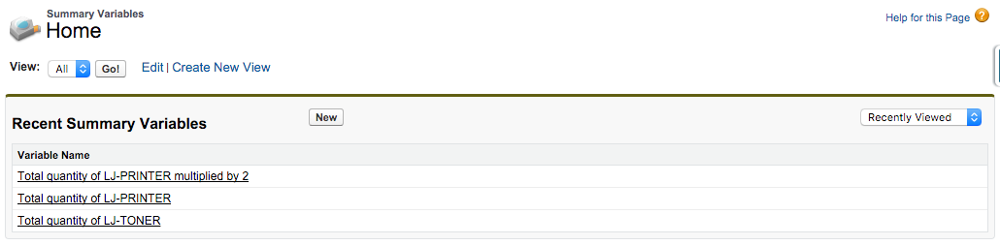 Summary Variables
Home
Help for this Page ?
View: All Go! Edit | Create New View
Recent Summary Variables New Recently Viewed
Variable Name
Total quantity of LJ-PRINTER multiplied by 2
Total quantity of LJ-PRINTER
Total quantity of LJ-TONER